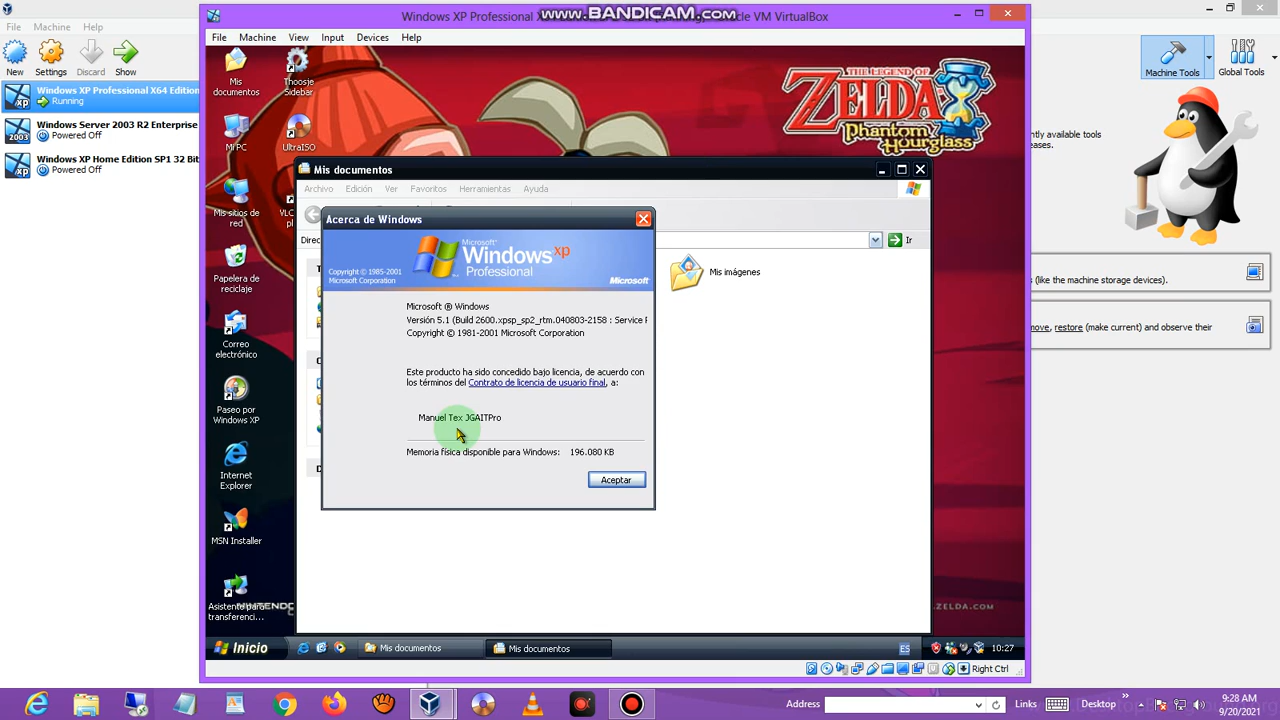 www.BANDICAM.com
Windows XP Professional X
cle VM VirtualBox
File Machine Help
File Machine View Input Devices Help
New Settings Discard Show
Machine Tools Global Tools
Windows XP Professional X64 Edition
Running
Windows Server 2003 R2 Enterprise
Powered Off
Windows XP Home Edition SP1 32 Bit
Powered Off
ntly available tools
eases.
(like the machine storage devices).
move, restore (make current) and observe their
Mis documentos
Thoosje Sidebar
Mi PC
UltraISO
Mis sitios de red
VLC
pl
Papelera de reciclaje
Correo electrónico
Paseo por Windows XP
Internet Explorer
MSN Installer
Asistente para transferenci...
THE LEGEND OF
ZELDA
Phantom Hourglass
Mis documentos
Archivo Edición Ver Favoritos Herramientas Ayuda
Direc
Ir
Mis imágenes
Acerca de Windows
Microsoft
Windows xp
Professional
Copyright © 1985-2001
Microsoft Corporation
Microsoft
Microsoft ® Windows
Versión 5.1 (Build 2600.xpsp_sp2_rtm.040803-2158 : Service P
Copyright © 1981-2001 Microsoft Corporation
Este producto ha sido concedido bajo licencia, de acuerdo con
los términos del Contrato de licencia de usuario final, a:
Manuel Tex JGAITPro
Memoria física disponible para Windows: 196.080 KB
Aceptar
.ZELDA.COM
Inicio
Mis documentos
Mis documentos
ES
10:27
Right Ctrl
Address
Links
Desktop
9:28 AM
9/20/2021